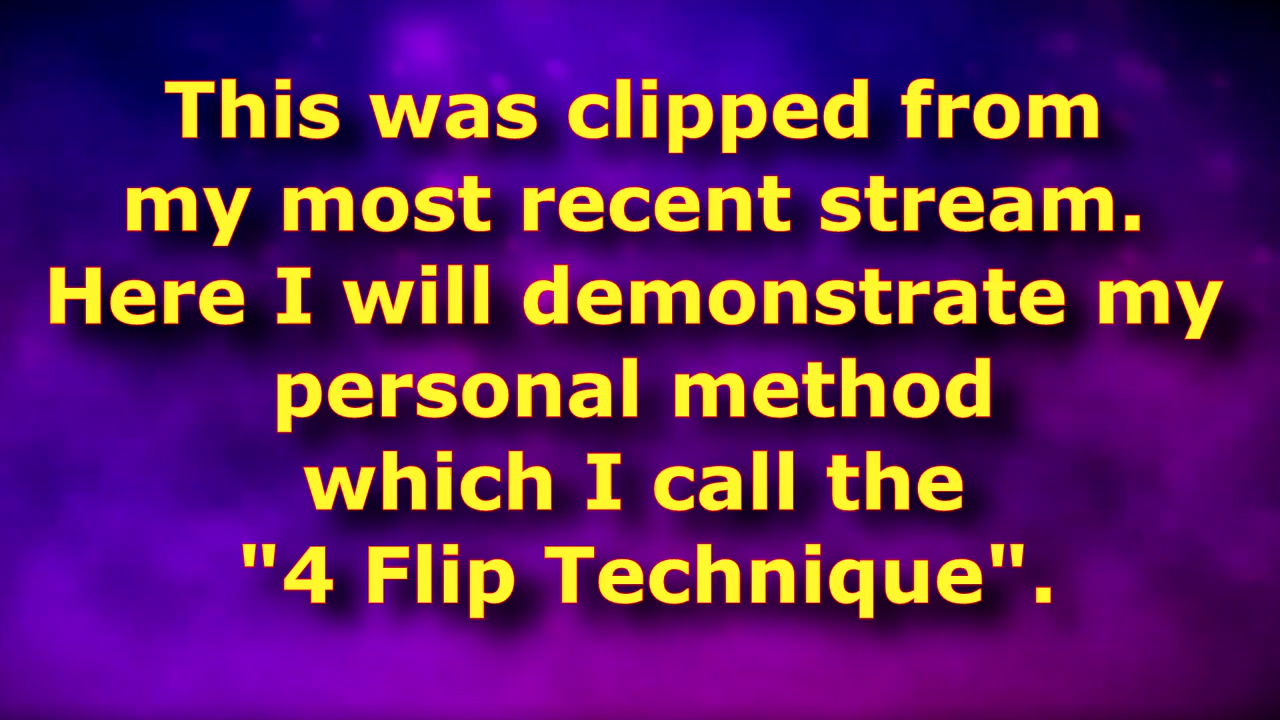 This was clipped from
my most recent stream.
Here I will demonstrate my
personal method
which I call the
"4 Flip Technique".